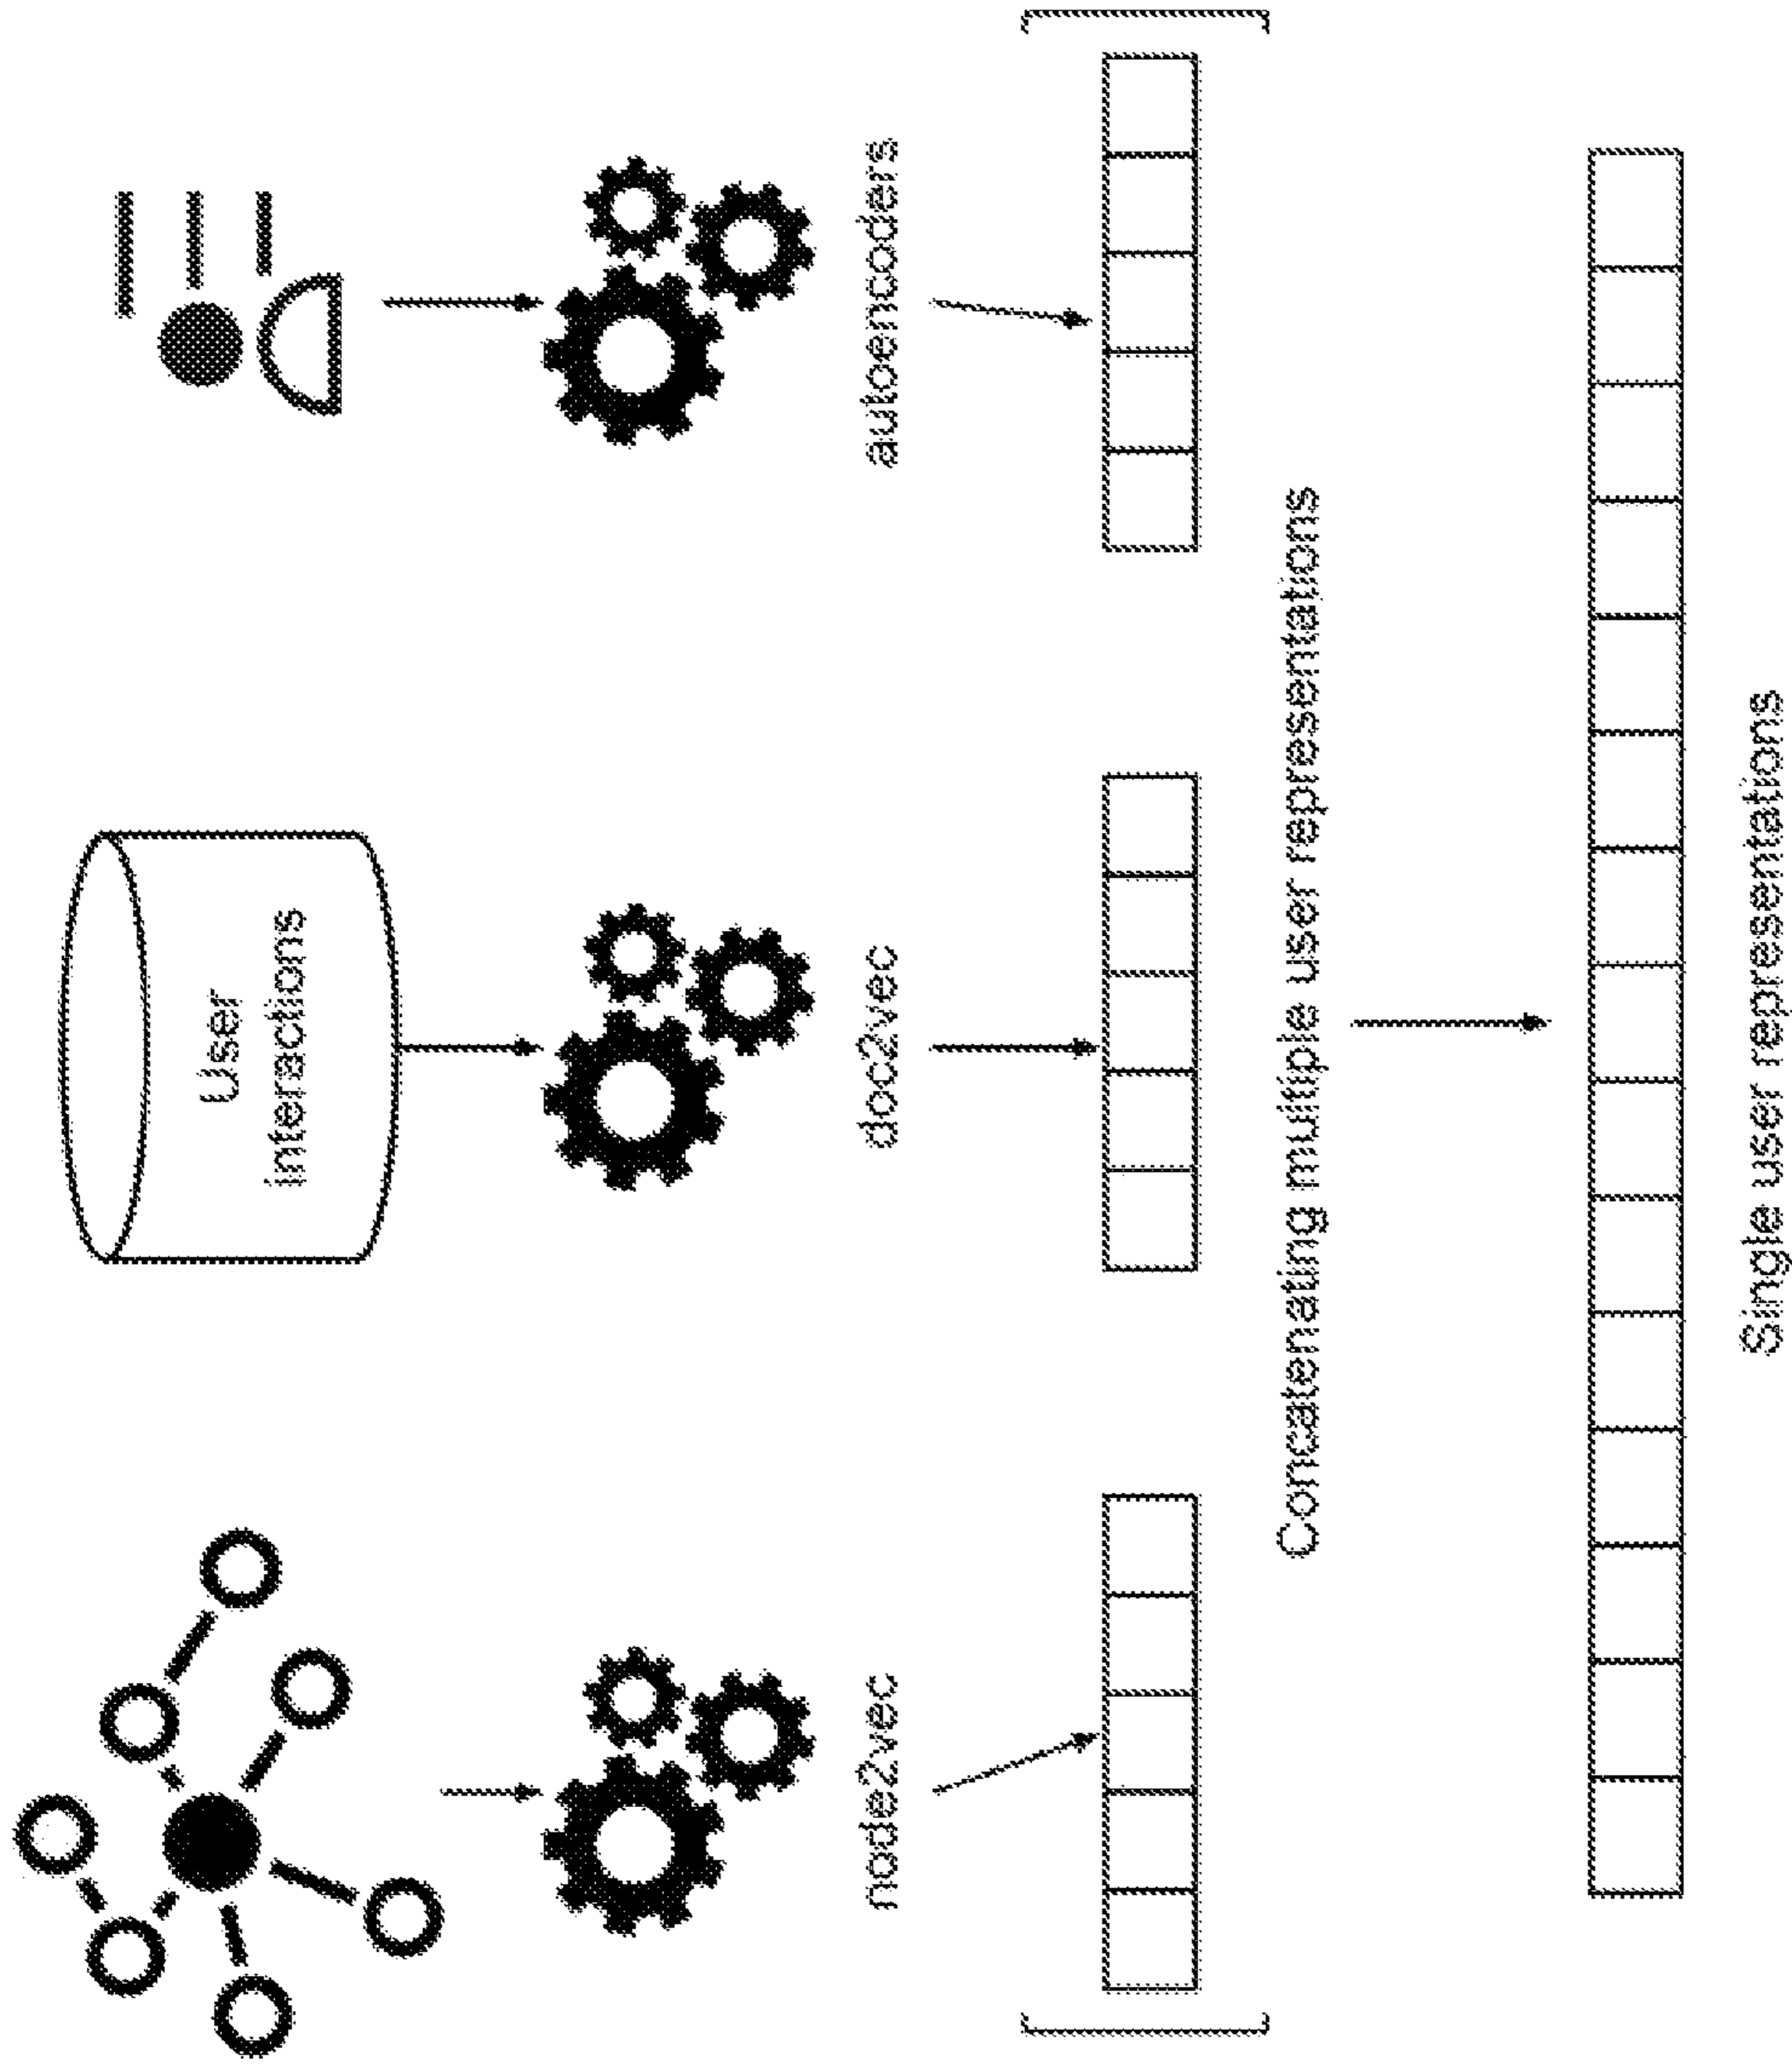 User
interactions
node2vec
doc2vec
autoencoders
Concatenating multiple user representations
Single user representations